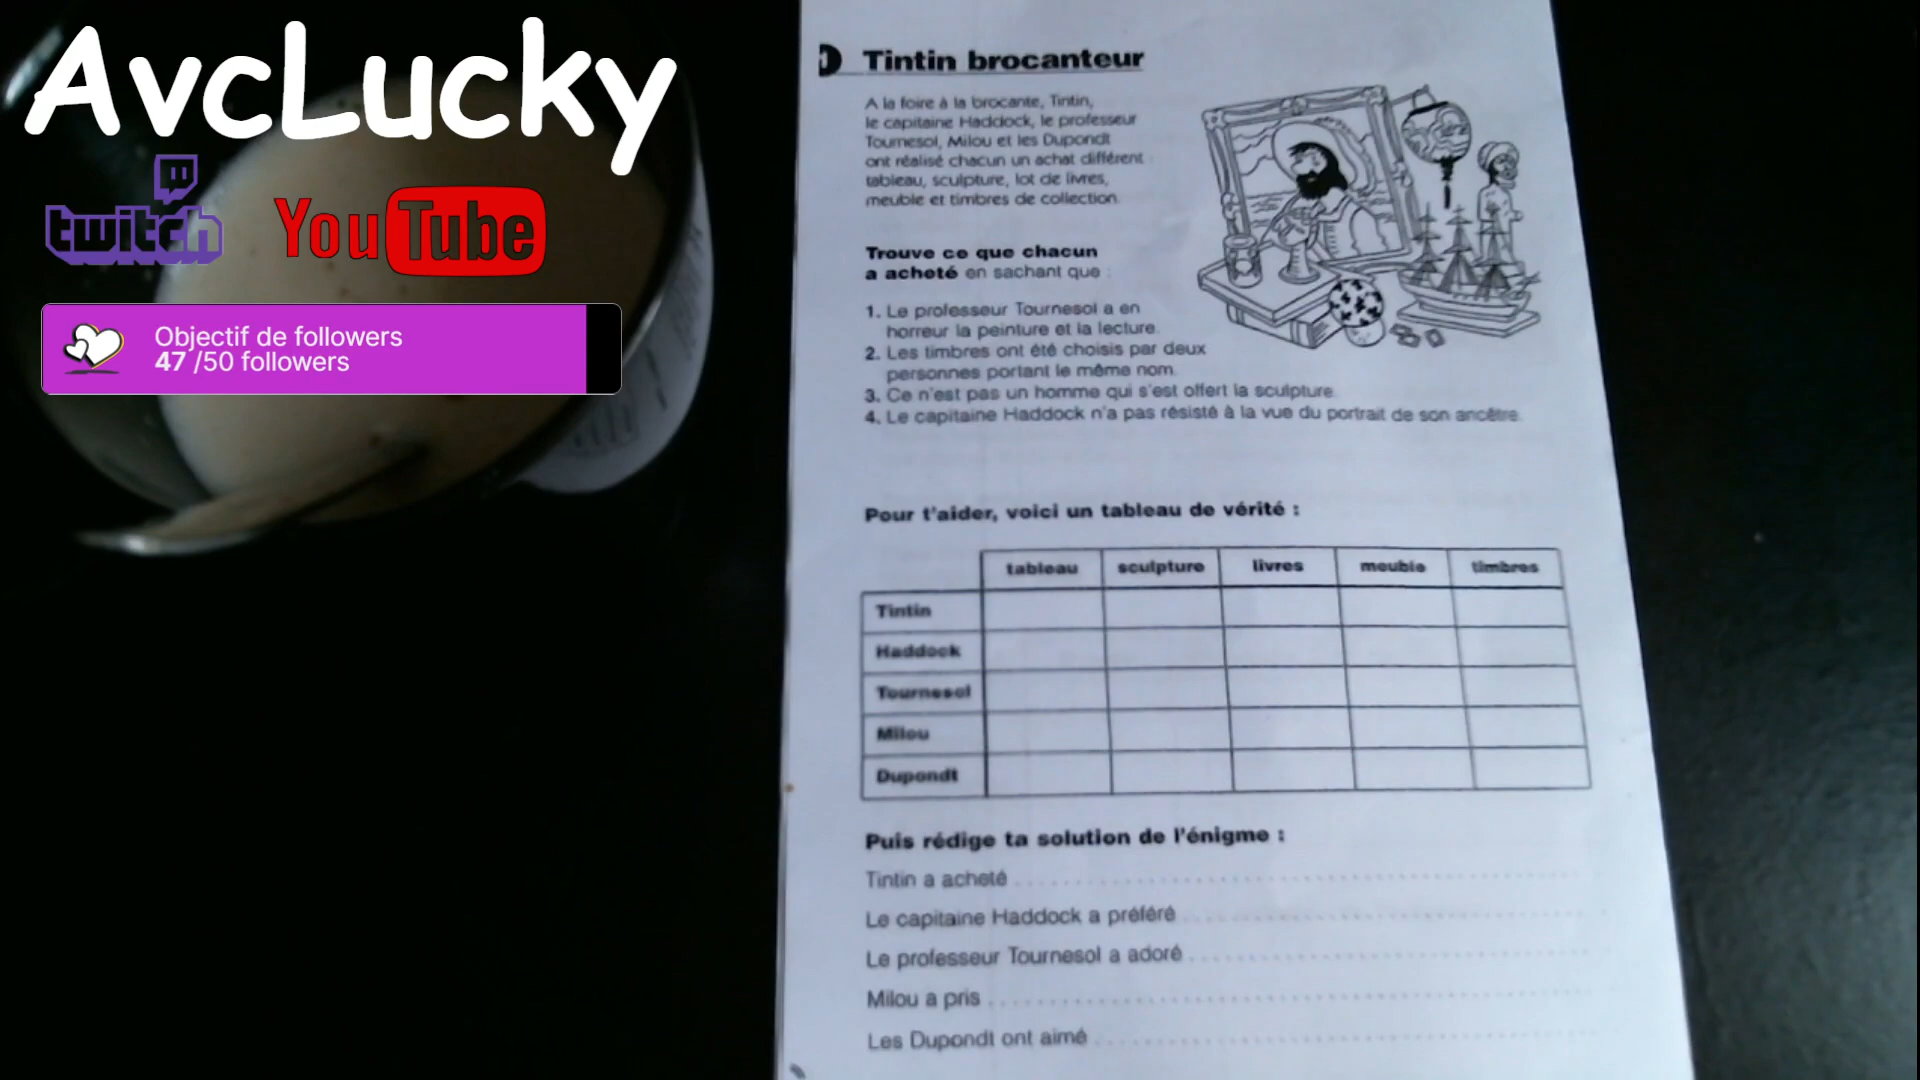 AvcLucky
twitch
YouTube
Objectif de followers
47 /50 followers
1 Tintin brocanteur
A la foire à la brocante, Tintin,
le capitaine Haddock, le professeur
Tournesol, Milou et les Dupondt
ont réalisé chacun un achat différent
tableau, sculpture, lot de livres,
meuble et timbres de collection.
Trouve ce que chacun
a acheté en sachant que :
1. Le professeur Tournesol a en
horreur la peinture et la lecture.
2. Les timbres ont été choisis par deux
personnes portant le même nom.
3. Ce n'est pas un homme qui s'est offert la sculpture.
4. Le capitaine Haddock n'a pas résisté à la vue du portrait de son ancêtre.
Pour t'aider, voici un tableau de vérité :
tableau sculpture livres meuble timbres
Tintin
Haddock
Tournesol
Milou
Dupondt
Puis rédige ta solution de l'énigme :
Tintin a acheté
Le capitaine Haddock a préféré
Le professeur Tournesol a adoré
Milou a pris
Les Dupondt ont aimé